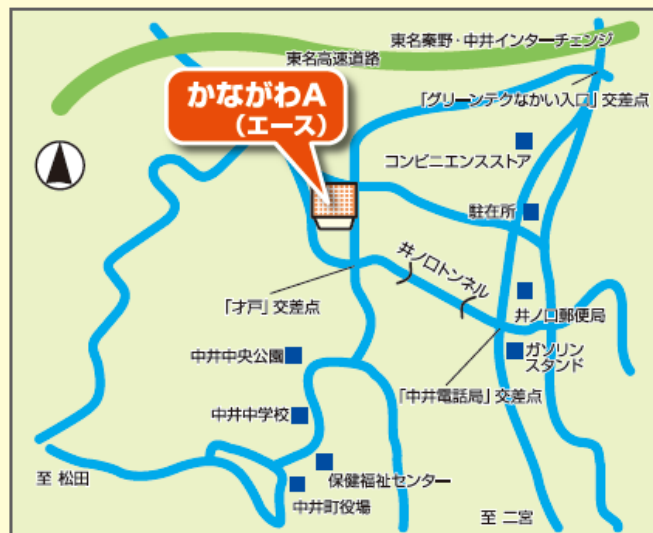 東名秦野・中井インターチェンジ
東名高速道路
かながわA
(エース)
「グリーンテクなかい入口」交差点
コンビニエンスストア
駐在所
井ノ口トンネル
「才戸」交差点
井ノ口郵便局
中井中央公園
ガソリン
スタンド
「中井電話局」交差点
中井中学校
至 松田
保健福祉センター
中井町役場
至 二宮